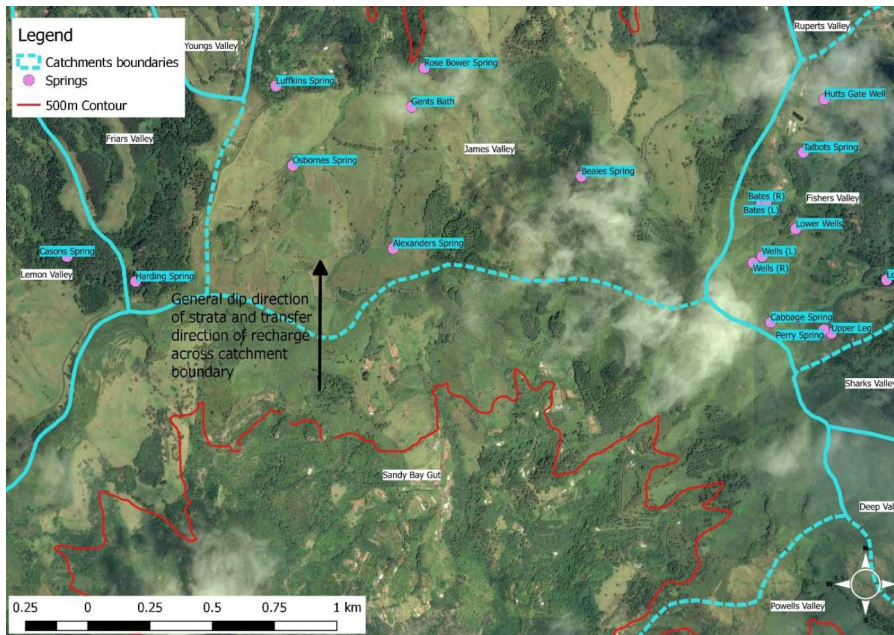 Legend
Catchments boundaries
Springs
500m Contour
Youngs Valley
Ruperts Valley
Rose Bower Spring
Luffkins Spring
Gents Bath
Hutts Gate Well
Friars Valley
James Valley
Talbots Spring
Osbornes Spring
Beales Spring
Bates (R)
Fishers Valley
Bates (L)
Lower Wells
Casons Spring
Alexanders Spring
Wells (L)
Lemon Valley
Harding Spring
Wells (R)
Lo
General dip direction
of strata and transfer
direction of recharge
across catchment
boundary
Cabbage Spring
Perry Spring
Upper Leg
Sharks Valley
Sandy Bay Gut
Deep Val
N
W
E
S
Powells Valley
0.25 0 0.25 0.5 0.75 1 km